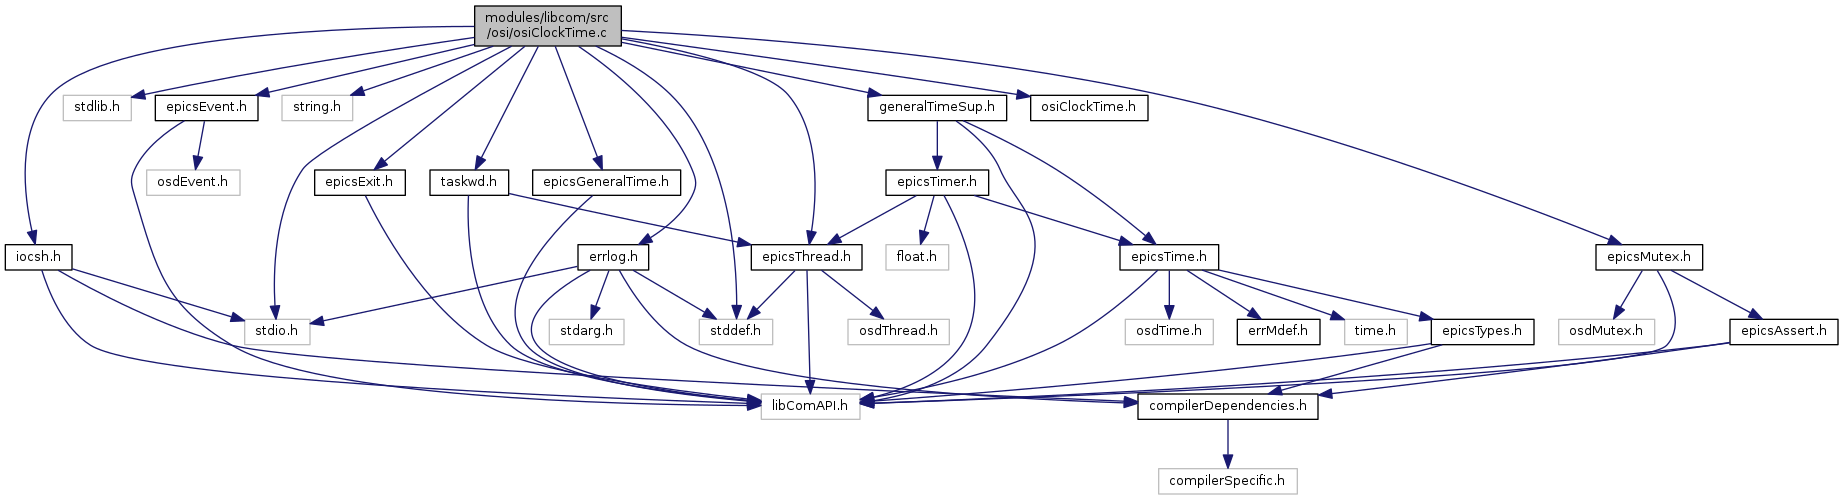 modules/libcom/src
/osi/osiClockTime.c
stdlib.h
epicsEvent.h
string.h
generalTimeSup.h
osiClockTime.h
osdEvent.h
epicsExit.h
taskwd.h
epicsGeneralTime.h
epicsTimer.h
iocsh.h
errlog.h
epicsThread.h
float.h
epicsTime.h
epicsMutex.h
stdio.h
stdarg.h
stddef.h
osdThread.h
osdTime.h
errMdef.h
time.h
epicsTypes.h
osdMutex.h
epicsAssert.h
libComAPI.h
compilerDependencies.h
compilerSpecific.h